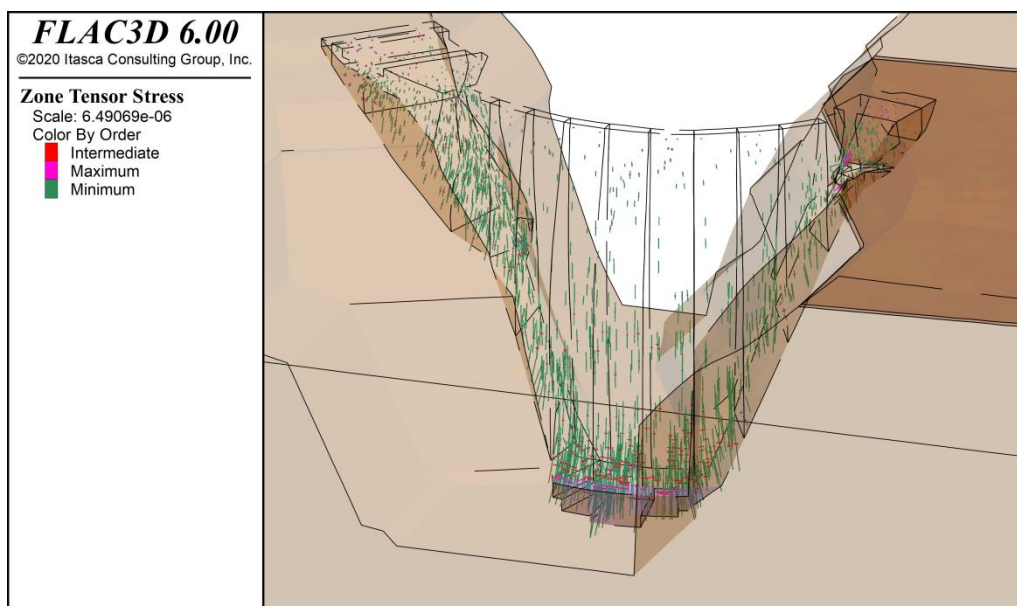 FLAC3D 6.00
©2020 Itasca Consulting Group, Inc.
Zone Tensor Stress
Scale: 6.49069e-06
Color By Order
Intermediate
Maximum
Minimum